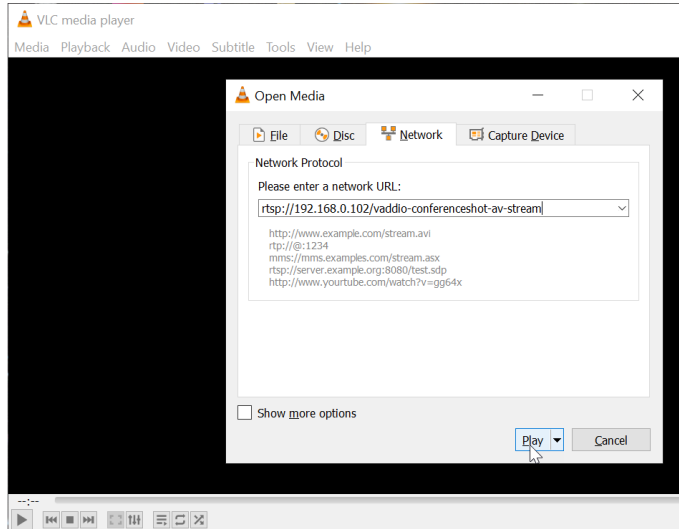 VLC media player
Media Playback Audio Video Subtitle Tools View Help
Open Media
File Disc Network Capture Device
Network Protocol
Please enter a network URL:
rtsp://192.168.0.102/vaddio-conferenceshot-av-stream
http://www.example.com/stream.avi
rtp://@:1234
mms://mms.examples.com/stream.asx
rtsp://server.example.org:8080/test.sdp
http://www.yourtube.com/watch?v=gg64x
Show more options
Play Cancel
--:--